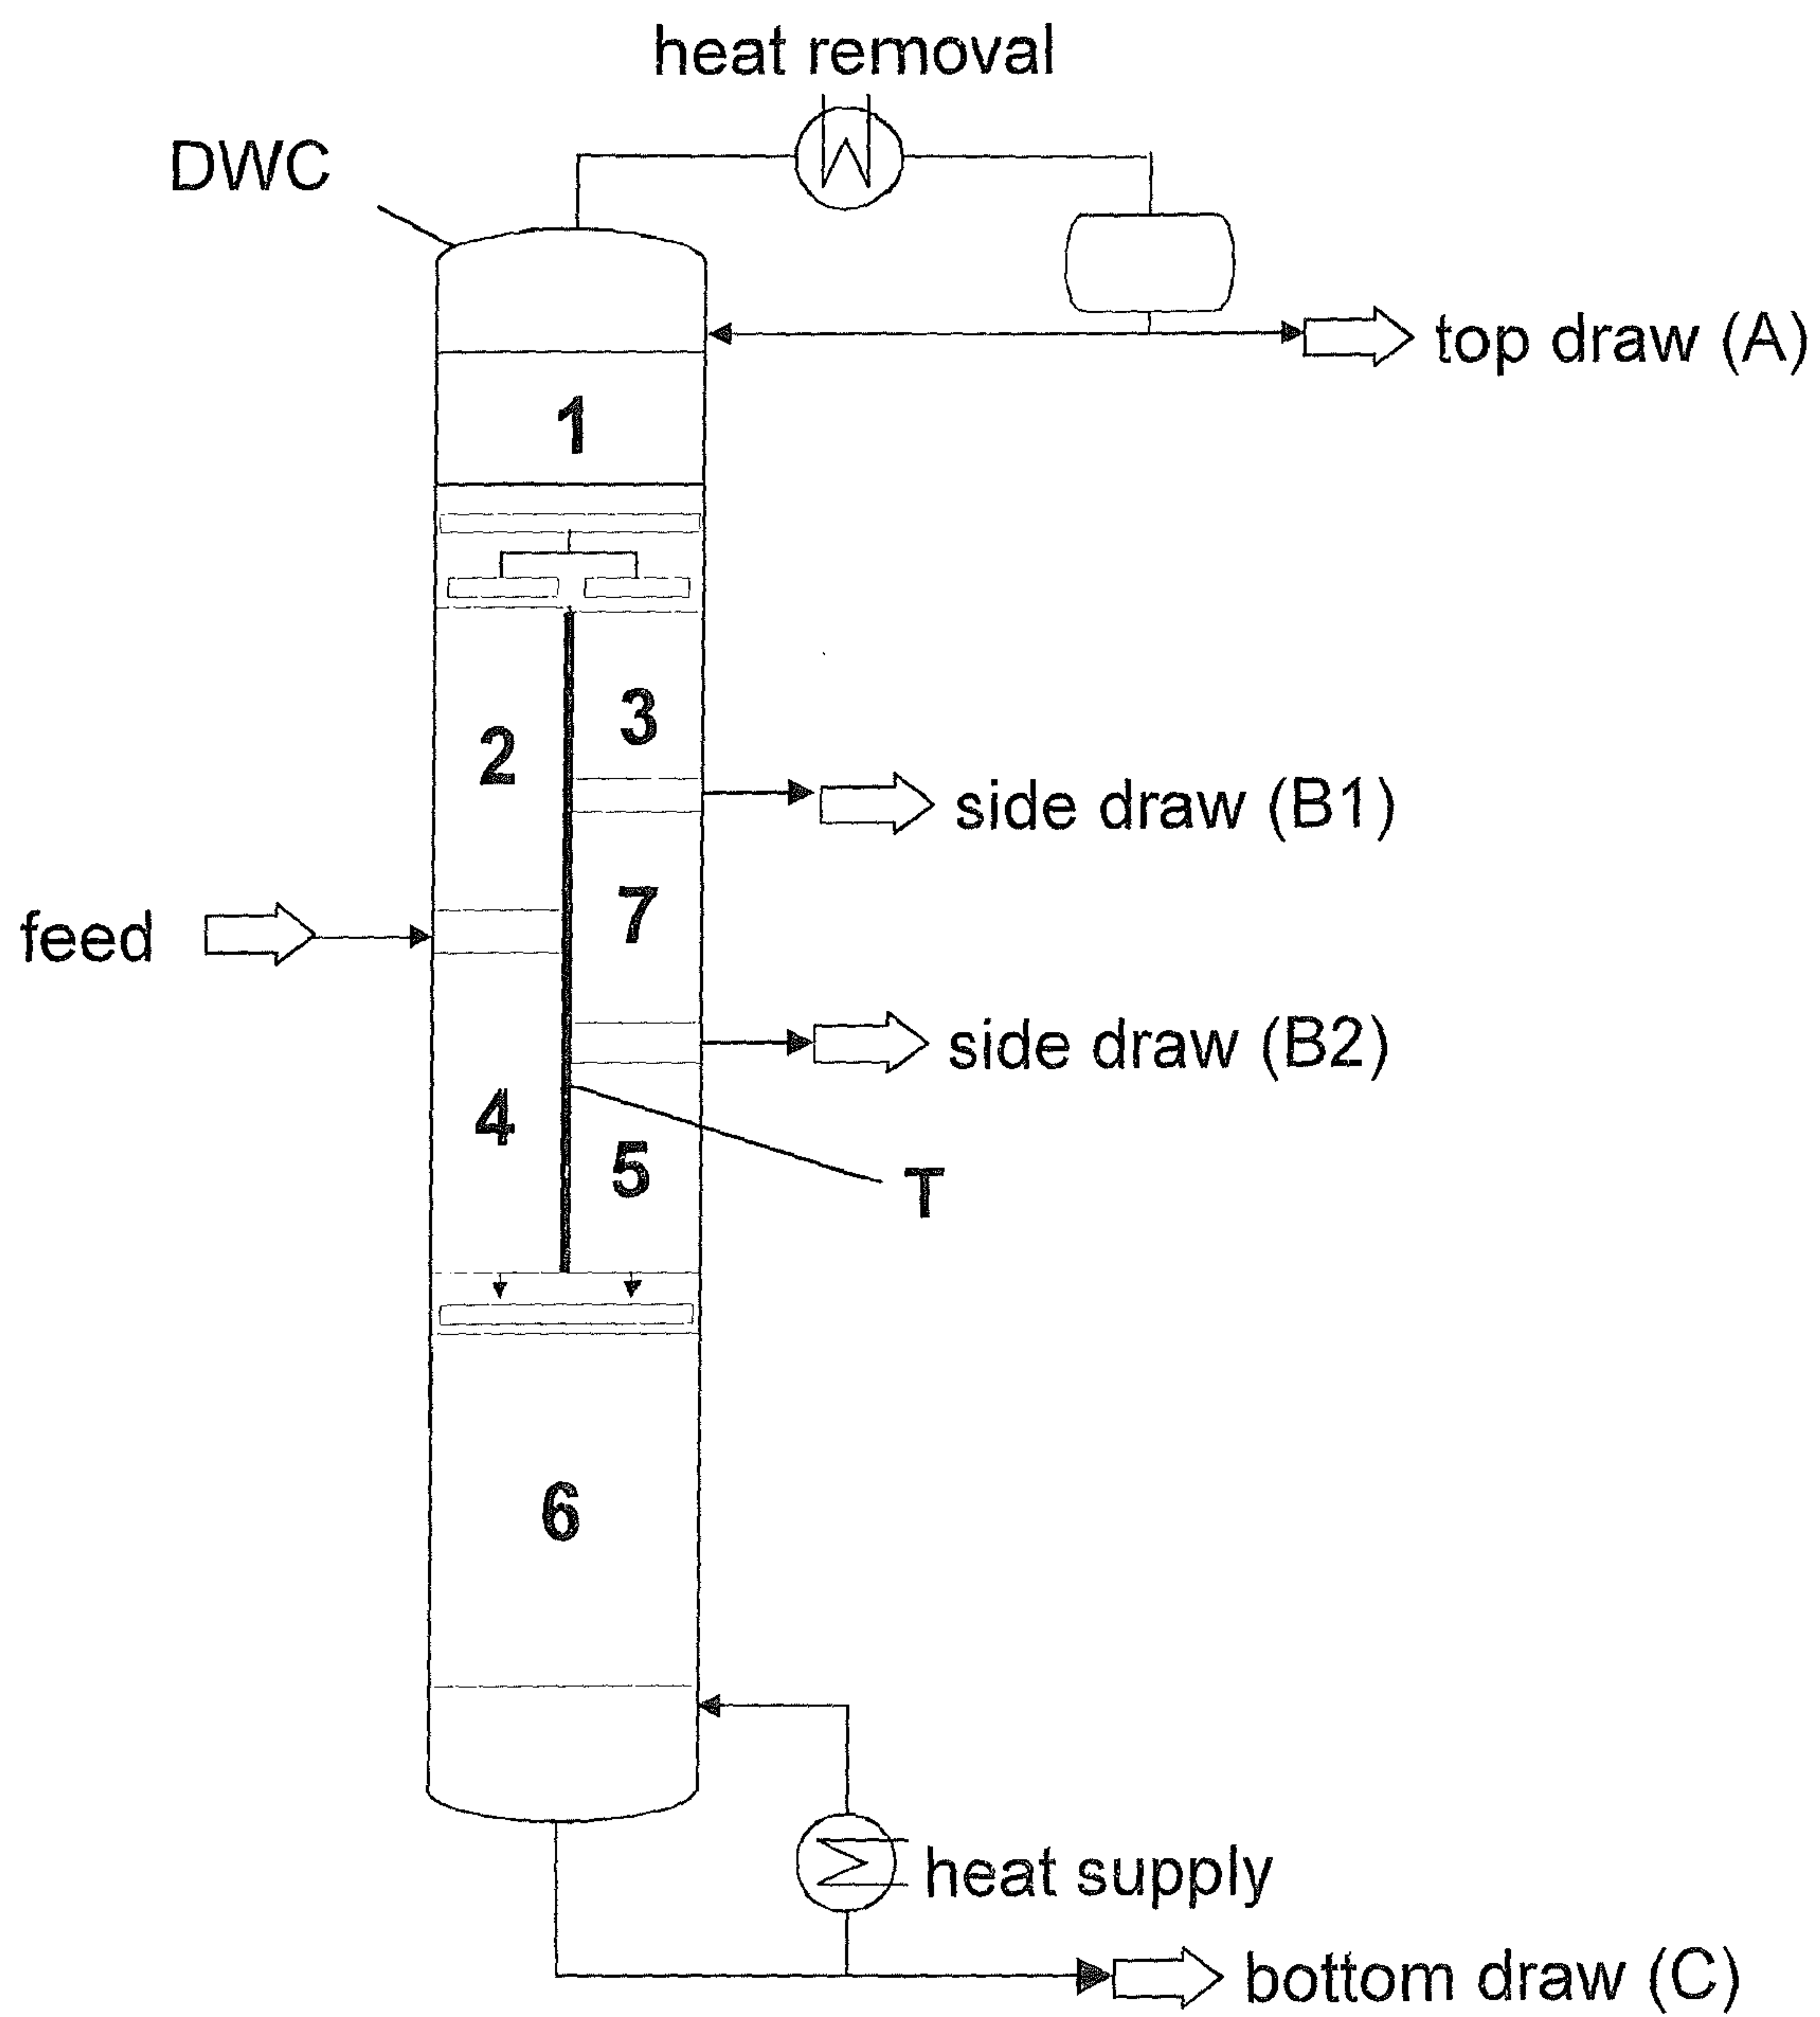 heat removal
DWC
top draw (A)
1
2
3
side draw (B1)
7
feed
side draw (B2)
4
5
T
6
heat supply
bottom draw (C)